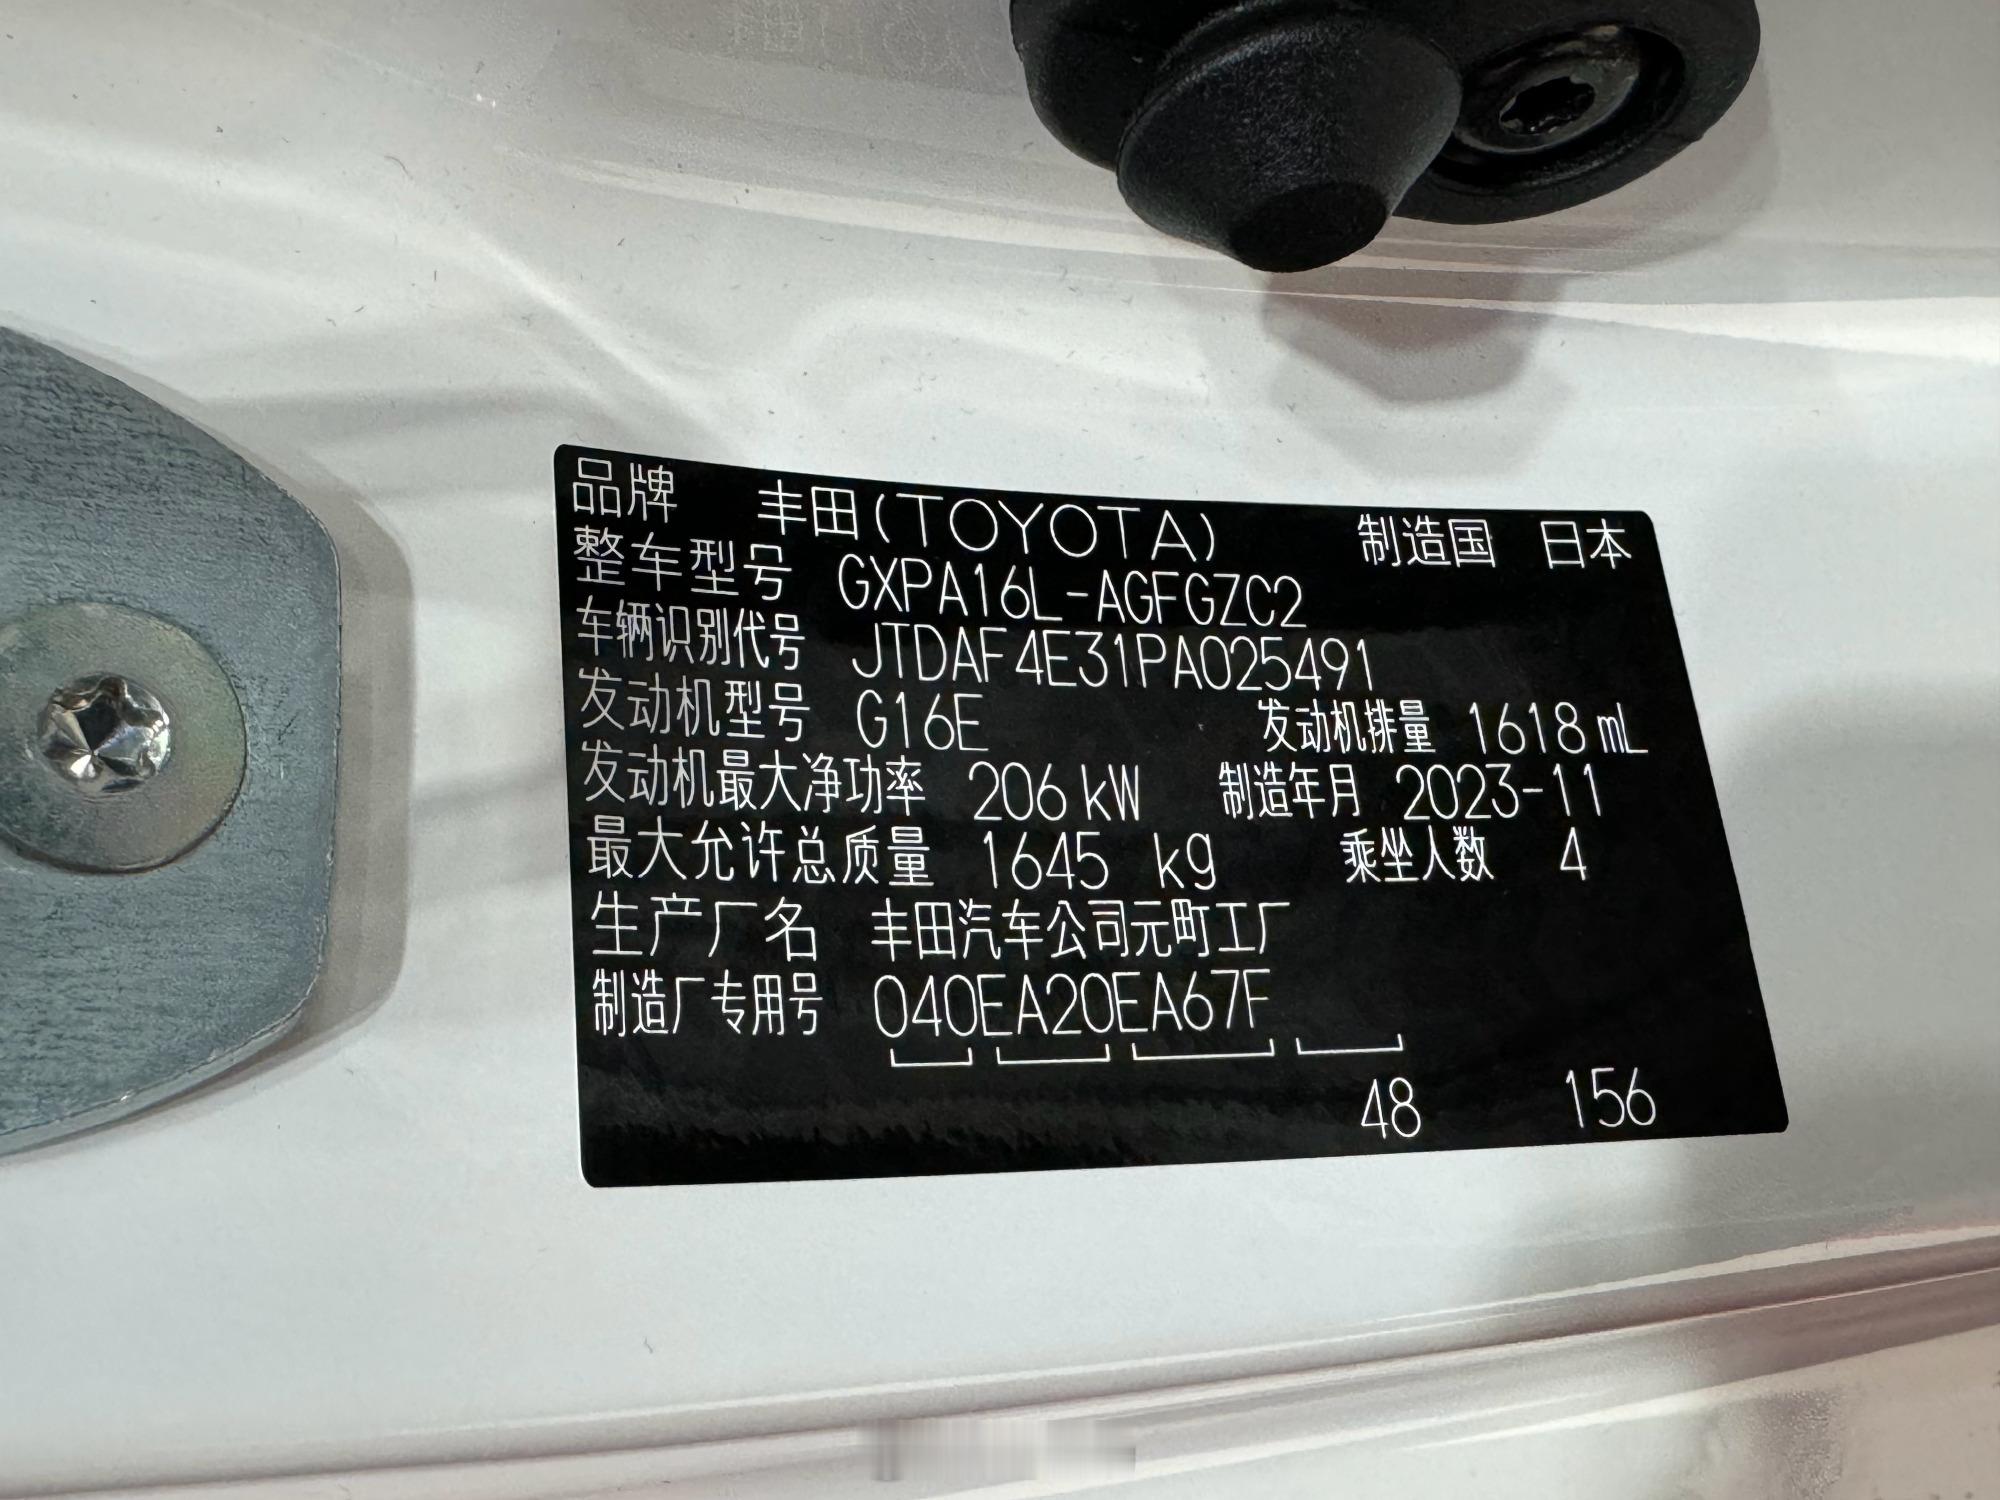 品牌 丰田(TOYOTA) 制造国 日本
整车型号 GXPA16L-AGFGZC2
车辆识别代号 JTDAF4E31PA025491
发动机型号 G16E 发动机排量 1618 mL
发动机最大净功率 206 kW 制造年月 2023-11
最大允许总质量 1645 kg 乘坐人数 4
生产厂名 丰田汽车公司元町工厂
制造厂专用号 040EA20EA67F
48 156